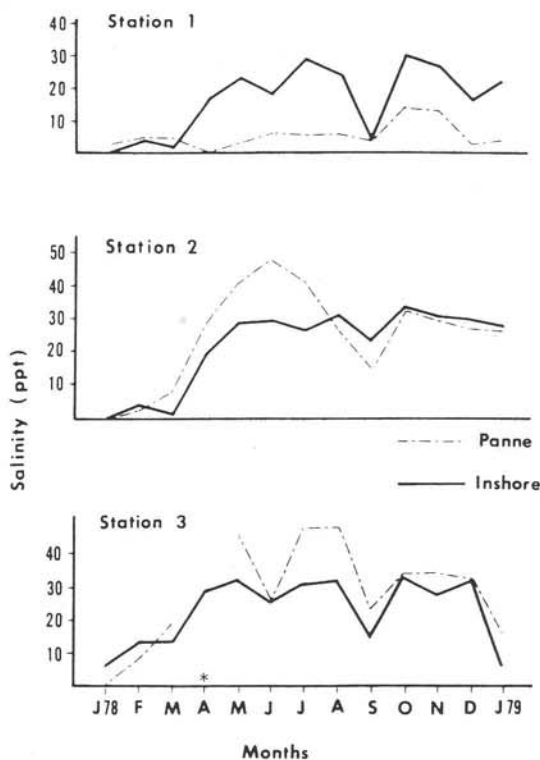 Station 1
40
30
20
10
Station 2
50
40
30
20
10
Salinity (ppt)
Panne
Inshore
Station 3
40
30
20
10
*
J78 F M A M J J A S O N D J79
Months